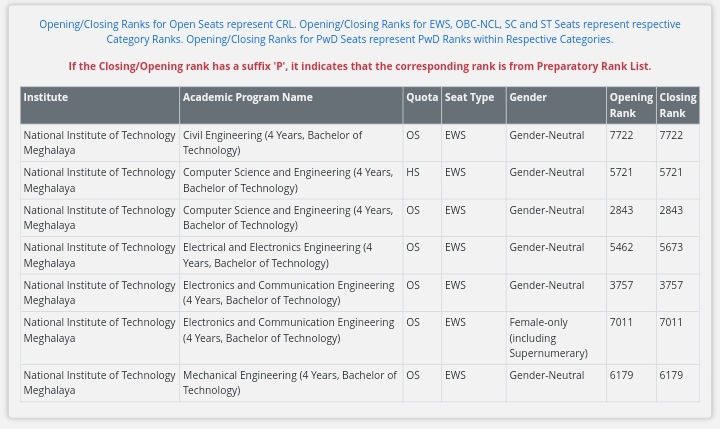 Opening/Closing Ranks for Open Seats represent CRL. Opening/Closing Ranks for EWS, OBC-NCL, SC and ST Seats represent respective
Category Ranks. Opening/Closing Ranks for PwD Seats represent PwD Ranks within Respective Categories.
If the Closing/Opening rank has a suffix 'P', it indicates that the corresponding rank is from Preparatory Rank List.
Institute Academic Program Name Quota Seat Type Gender Opening Closing
Rank Rank
National Institute of Technology Civil Engineering (4 Years, Bachelor of OS EWS Gender-Neutral 7722 7722
Meghalaya Technology)
National Institute of Technology Computer Science and Engineering (4 Years, HS EWS Gender-Neutral 5721 5721
Meghalaya Bachelor of Technology)
National Institute of Technology Computer Science and Engineering (4 Years, OS EWS Gender-Neutral 2843 2843
Meghalaya Bachelor of Technology)
National Institute of Technology Electrical and Electronics Engineering (4 OS EWS Gender-Neutral 5462 5673
Meghalaya Years, Bachelor of Technology)
National Institute of Technology Electronics and Communication Engineering OS EWS Gender-Neutral 3757 3757
Meghalaya (4 Years, Bachelor of Technology)
National Institute of Technology Electronics and Communication Engineering OS EWS Female-only 7011 7011
Meghalaya (4 Years, Bachelor of Technology) (including
Supernumerary)
National Institute of Technology Mechanical Engineering (4 Years, Bachelor of OS EWS Gender-Neutral 6179 6179
Meghalaya Technology)